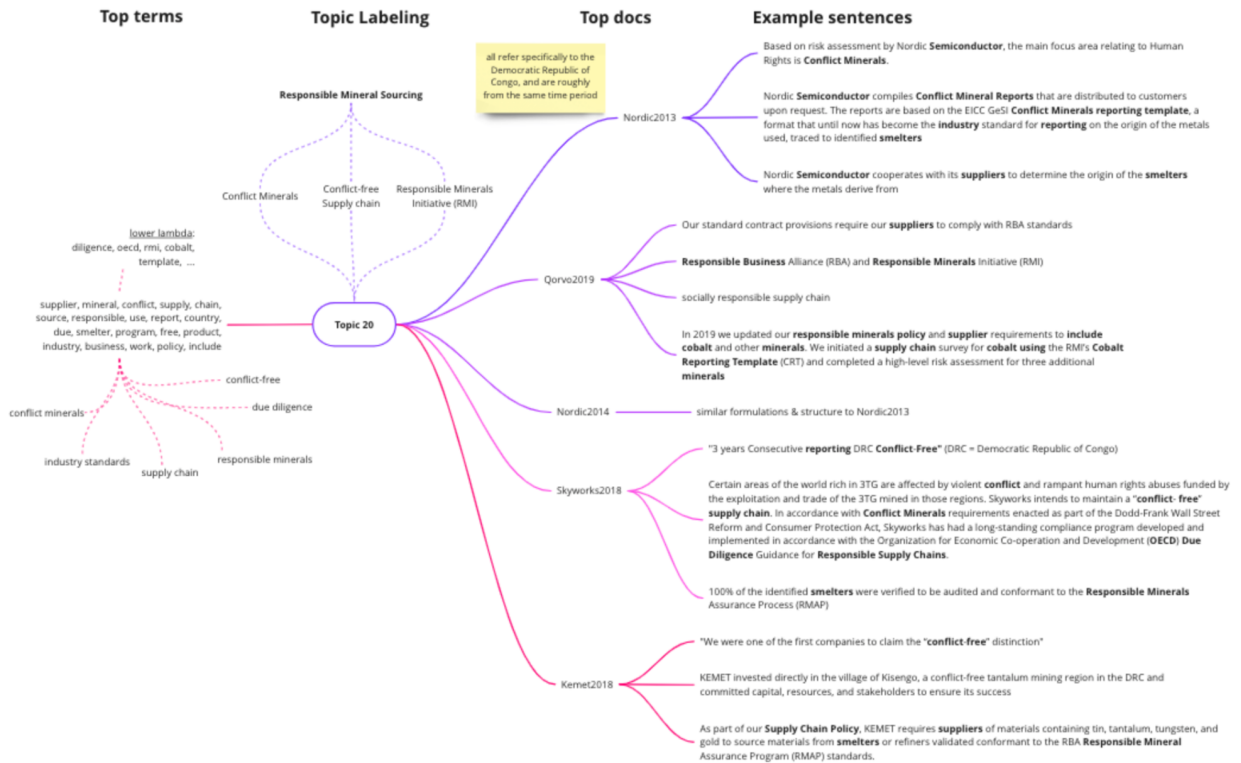 Top terms
Topic Labeling
Top docs
Example sentences
all refer specifically to the
Democratic Republic of
Congo, and are roughly
from the same time period
Responsible Mineral Sourcing
Conflict Minerals
Conflict-free
Supply chain
Responsible Minerals
Initiative (RMI)
lower lambda:
diligence, oecd, rmi, cobalt,
template, ...
supplier, mineral, conflict, supply, chain,
source, responsible, use, report, country,
due, smelter, program, free, product,
industry, business, work, policy, include
Topic 20
conflict-free
due diligence
conflict minerals
industry standards
supply chain
responsible minerals
Nordic2013
Based on risk assessment by Nordic Semiconductor, the main focus area relating to Human
Rights is Conflict Minerals.
Nordic Semiconductor compiles Conflict Mineral Reports that are distributed to customers
upon request. The reports are based on the EICC GeSI Conflict Minerals reporting template, a
format that until now has become the industry standard for reporting on the origin of the metals
used, traced to identified smelters
Nordic Semiconductor cooperates with its suppliers to determine the origin of the smelters
where the metals derive from
Qorvo2019
Our standard contract provisions require our suppliers to comply with RBA standards
Responsible Business Alliance (RBA) and Responsible Minerals Initiative (RMI)
socially responsible supply chain
In 2019 we updated our responsible minerals policy and supplier requirements to include
cobalt and other minerals. We initiated a supply chain survey for cobalt using the RMI's Cobalt
Reporting Template (CRT) and completed a high-level risk assessment for three additional
minerals
Nordic2014
similar formulations & structure to Nordic2013
Skyworks2018
"3 years Consecutive reporting DRC Conflict-Free" (DRC = Democratic Republic of Congo)
Certain areas of the world rich in 3TG are affected by violent conflict and rampant human rights abuses funded by
the exploitation and trade of the 3TG mined in those regions. Skyworks intends to maintain a "conflict- free"
supply chain. In accordance with Conflict Minerals requirements enacted as part of the Dodd-Frank Wall Street
Reform and Consumer Protection Act, Skyworks has had a long-standing compliance program developed and
implemented in accordance with the Organization for Economic Co-operation and Development (OECD) Due
Diligence Guidance for Responsible Supply Chains.
100% of the identified smelters were verified to be audited and conformant to the Responsible Minerals
Assurance Process (RMAP)
Kemet2018
"We were one of the first companies to claim the "conflict-free" distinction"
KEMET invested directly in the village of Kisengo, a conflict-free tantalum mining region in the DRC and
committed capital, resources, and stakeholders to ensure its success
As part of our Supply Chain Policy, KEMET requires suppliers of materials containing tin, tantalum, tungsten, and
gold to source materials from smelters or refiners validated conformant to the RBA Responsible Mineral
Assurance Program (RMAP) standards.